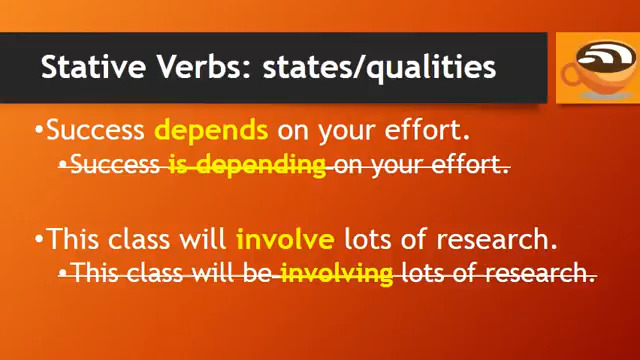 Stative Verbs: states/qualities
•Success depends on your effort.
•Success is depending on your effort.
•This class will involve lots of research.
•This class will be involving lots of research.